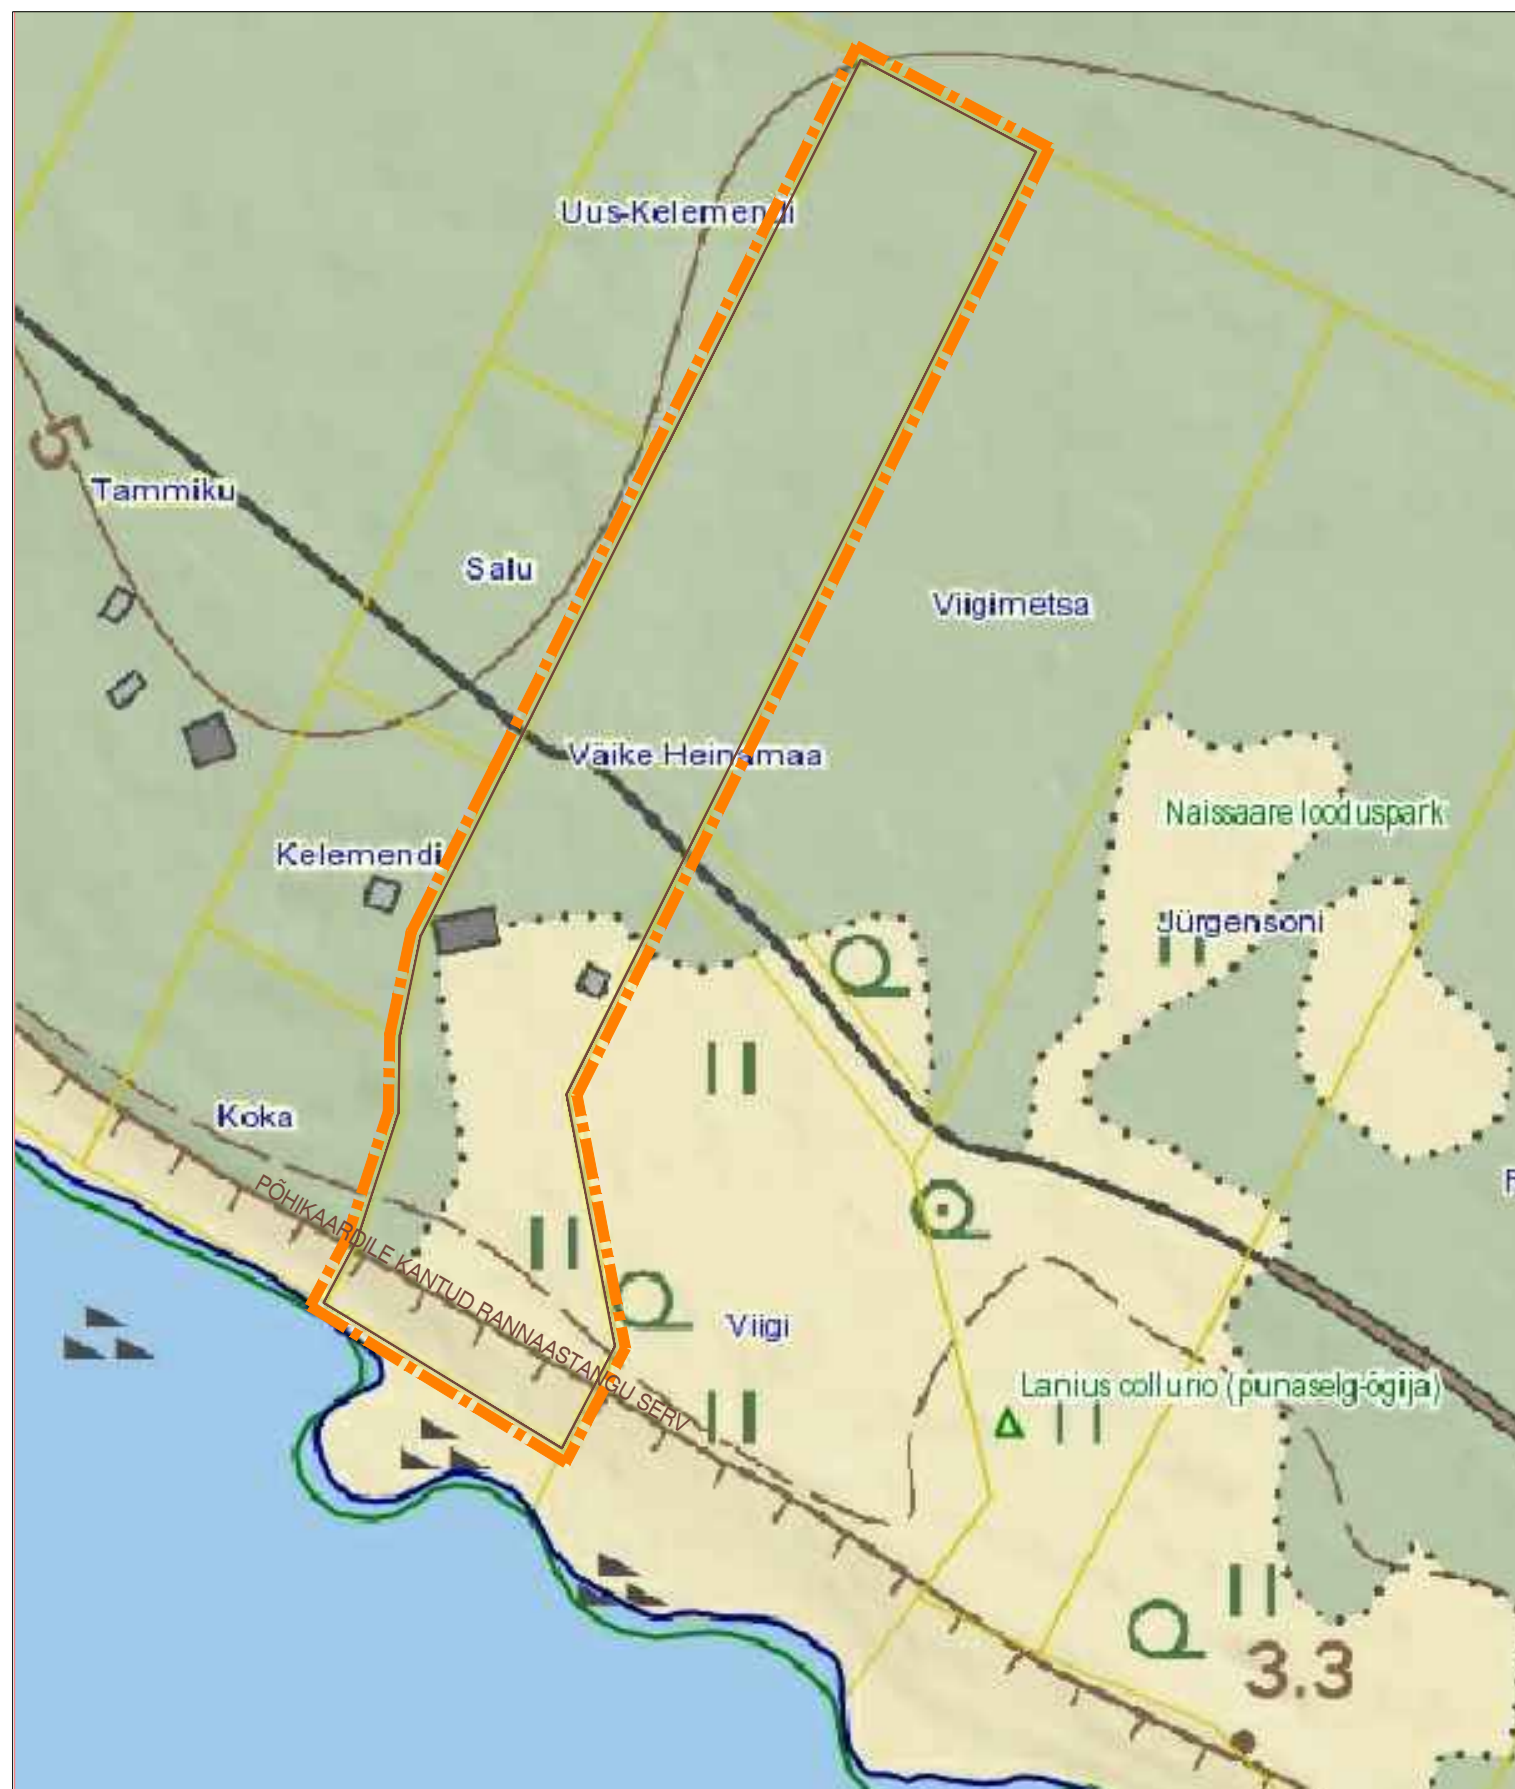 Uus-Kelemendi
5
Tammiku
Salu
Viigimetsa
Väike Heinamaa
Naissaare looduspark
Kelemendi
Jürgensoni
Koka
PÕHIKAARDILE KANTUD RANNAASTANGU SERV
Viigi
Lanius collurio (punaselg-õgija)
3.3